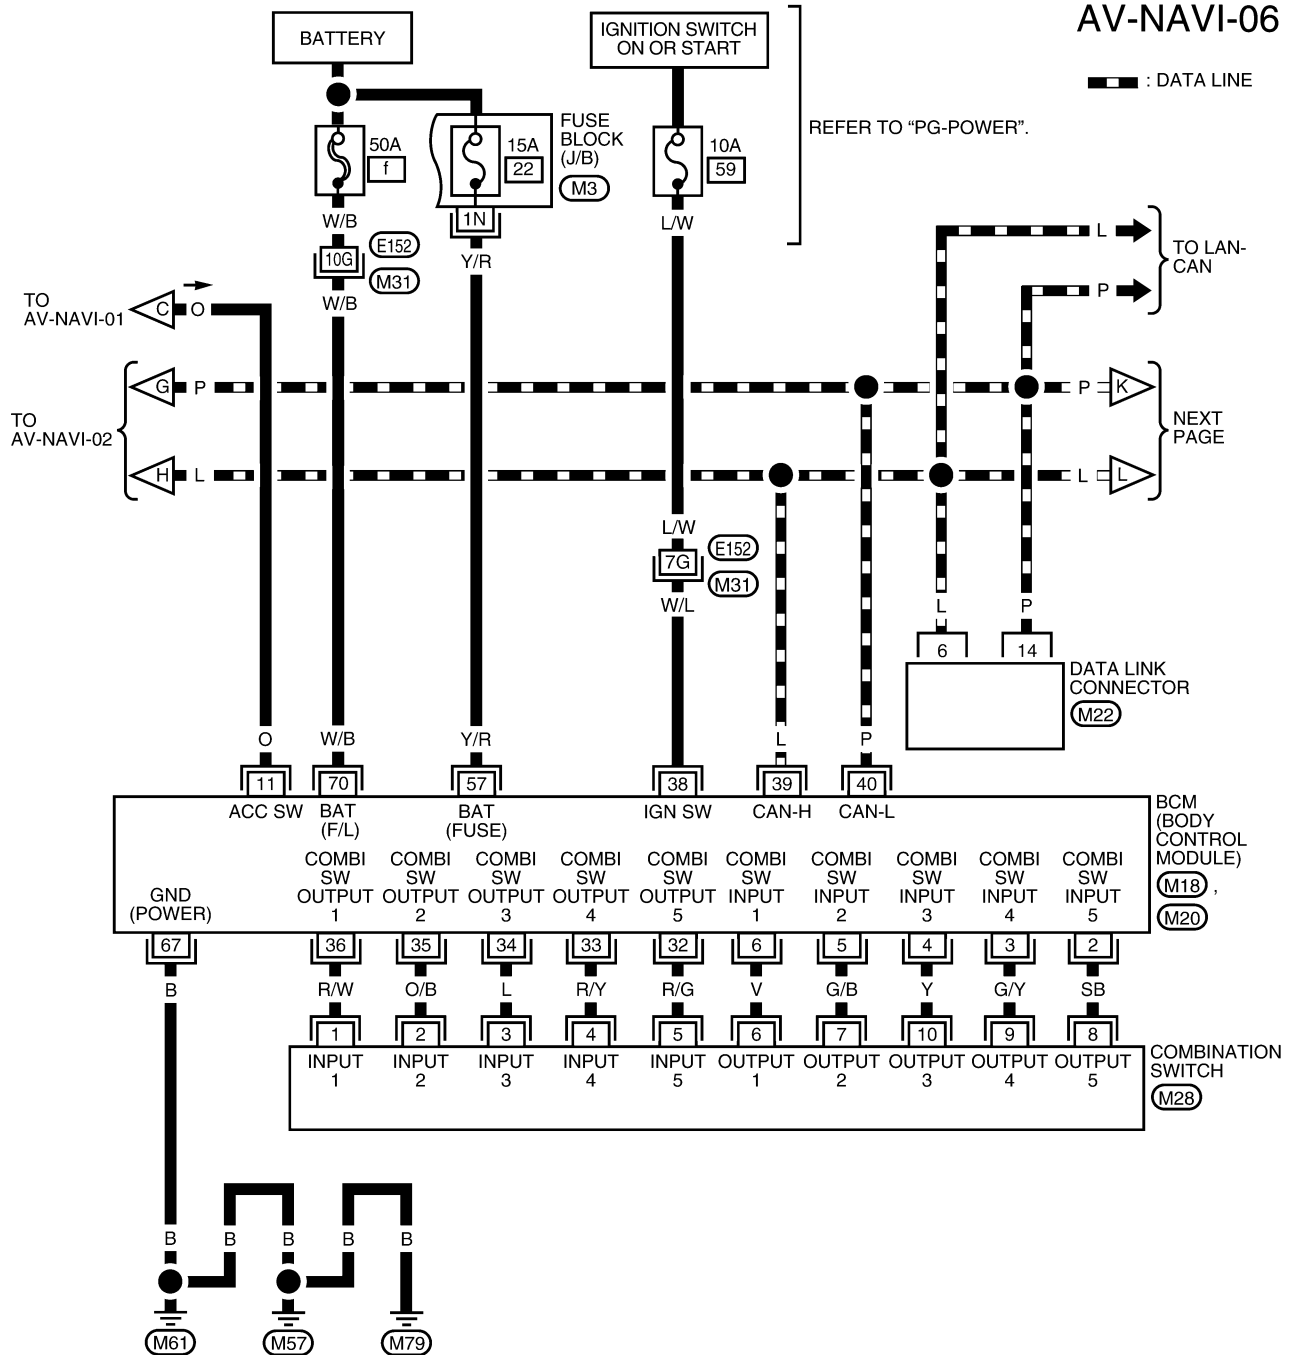 AV-NAVI-06
: DATA LINE
BATTERY
IGNITION SWITCH
ON OR START
REFER TO “PG-POWER”.
50A
f
15A
22
FUSE
BLOCK
(J/B)
M3
10A
59
W/B
1N
L/W
10G
E152
M31
Y/R
W/B
L
TO LAN-
CAN
P
TO
AV-NAVI-01
C
O
TO
AV-NAVI-02
G
P
P
K
H
L
L
L
NEXT
PAGE
L/W
7G
E152
M31
W/L
L
P
6
14
DATA LINK
CONNECTOR
M22
O
W/B
Y/R
L
P
11
70
57
38
39
40
ACC SW
BAT
(F/L)
BAT
(FUSE)
IGN SW
CAN-H
CAN-L
BCM
(BODY
CONTROL
MODULE)
M18 ,
M20
GND
(POWER)
COMBI
SW
OUTPUT
1
COMBI
SW
OUTPUT
2
COMBI
SW
OUTPUT
3
COMBI
SW
OUTPUT
4
COMBI
SW
OUTPUT
5
COMBI
SW
INPUT
1
COMBI
SW
INPUT
2
COMBI
SW
INPUT
3
COMBI
SW
INPUT
4
COMBI
SW
INPUT
5
67
36
35
34
33
32
6
5
4
3
2
B
R/W
O/B
L
R/Y
R/G
V
G/B
Y
G/Y
SB
1
2
3
4
5
6
7
10
9
8
INPUT
1
INPUT
2
INPUT
3
INPUT
4
INPUT
5
OUTPUT
1
OUTPUT
2
OUTPUT
3
OUTPUT
4
OUTPUT
5
COMBINATION
SWITCH
M28
B
B
B
B
B
M61
M57
M79